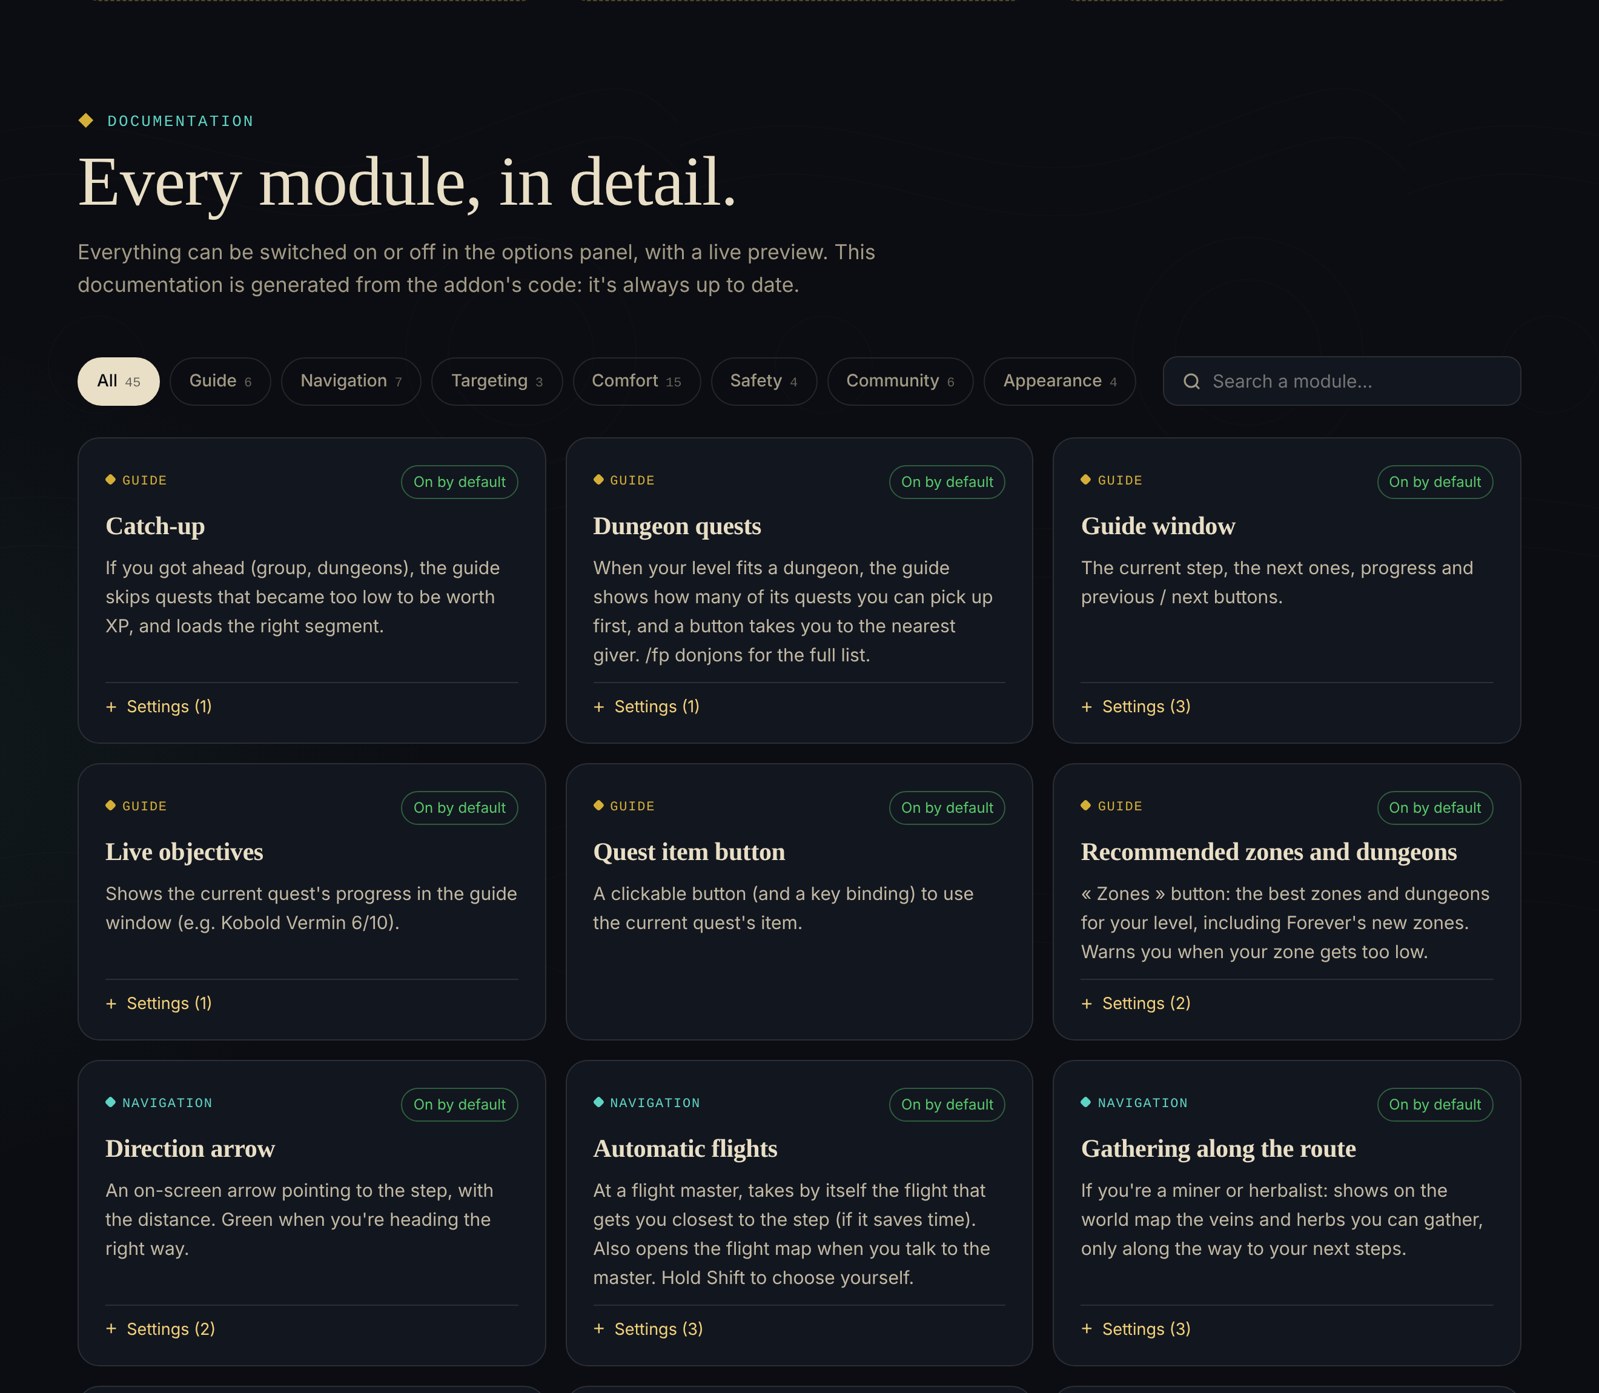 DOCUMENTATION
Every module, in detail.
Everything can be switched on or off in the options panel, with a live preview. This
documentation is generated from the addon's code: it's always up to date.
All 45
Guide 6
Navigation 7
Targeting 3
Comfort 15
Safety 4
Community 6
Appearance 4
Search a module...
GUIDE
On by default
Catch-up
If you got ahead (group, dungeons), the guide
skips quests that became too low to be worth
XP, and loads the right segment.
+ Settings (1)
GUIDE
On by default
Dungeon quests
When your level fits a dungeon, the guide
shows how many of its quests you can pick up
first, and a button takes you to the nearest
giver. /fp donjons for the full list.
+ Settings (1)
GUIDE
On by default
Guide window
The current step, the next ones, progress and
previous / next buttons.
+ Settings (3)
GUIDE
On by default
Live objectives
Shows the current quest's progress in the guide
window (e.g. Kobold Vermin 6/10).
+ Settings (1)
GUIDE
On by default
Quest item button
A clickable button (and a key binding) to use
the current quest's item.
GUIDE
On by default
Recommended zones and dungeons
« Zones » button: the best zones and dungeons
for your level, including Forever's new zones.
Warns you when your zone gets too low.
+ Settings (2)
NAVIGATION
On by default
Direction arrow
An on-screen arrow pointing to the step, with
the distance. Green when you're heading the
right way.
+ Settings (2)
NAVIGATION
On by default
Automatic flights
At a flight master, takes by itself the flight that
gets you closest to the step (if it saves time).
Also opens the flight map when you talk to the
master. Hold Shift to choose yourself.
+ Settings (3)
NAVIGATION
On by default
Gathering along the route
If you're a miner or herbalist: shows on the
world map the veins and herbs you can gather,
only along the way to your next steps.
+ Settings (3)